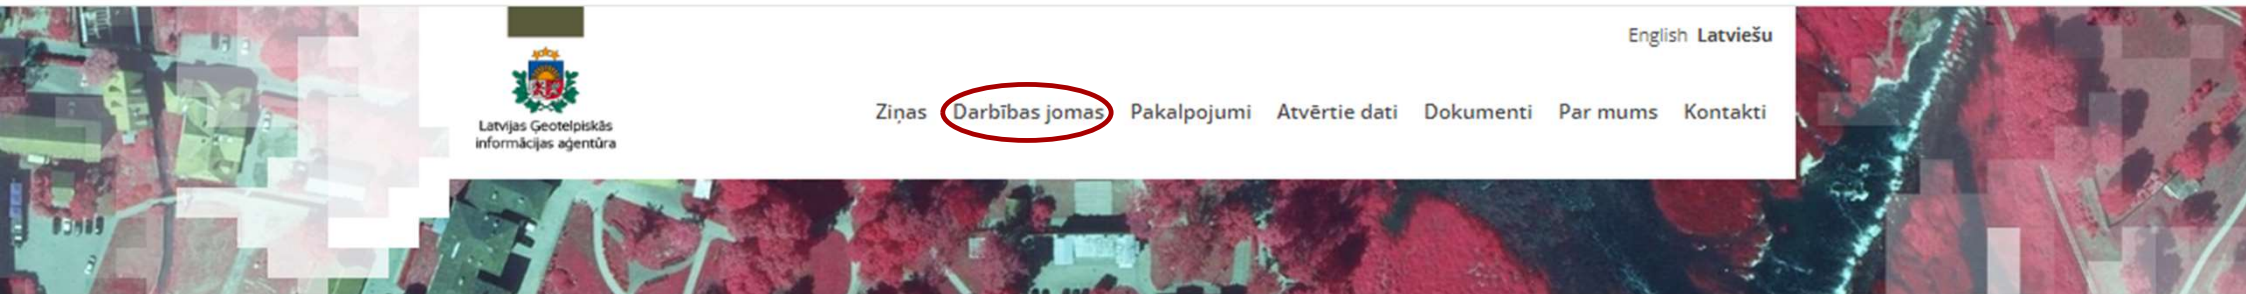 English Latviešu
Latvijas Ģeotelpiskās
informācijas aģentūra
Ziņas Darbības jomas Pakalpojumi Atvērtie dati Dokumenti Par mums Kontakti